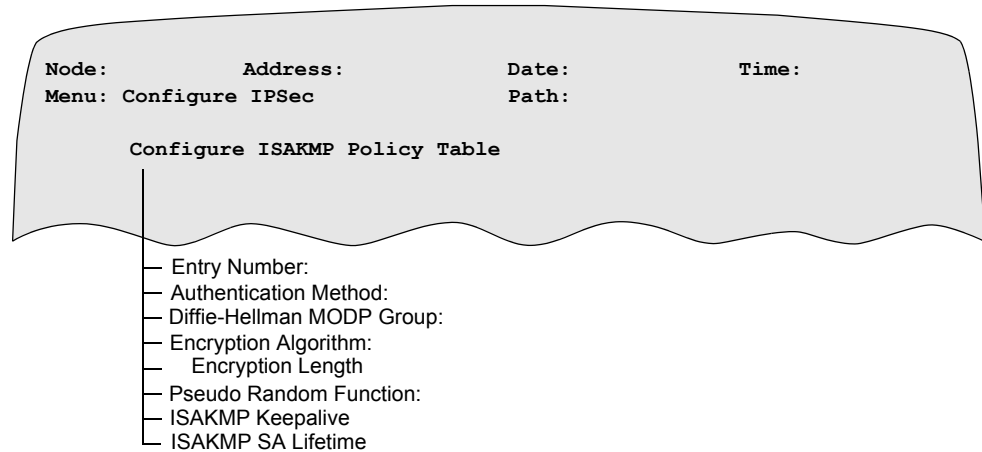 Node: Address: Date: Time:
Menu: Configure IPSec Path:
Configure ISAKMP Policy Table
Entry Number:
Authentication Method:
Diffie-Hellman MODP Group:
Encryption Algorithm:
Encryption Length
Pseudo Random Function:
ISAKMP Keepalive
ISAKMP SA Lifetime